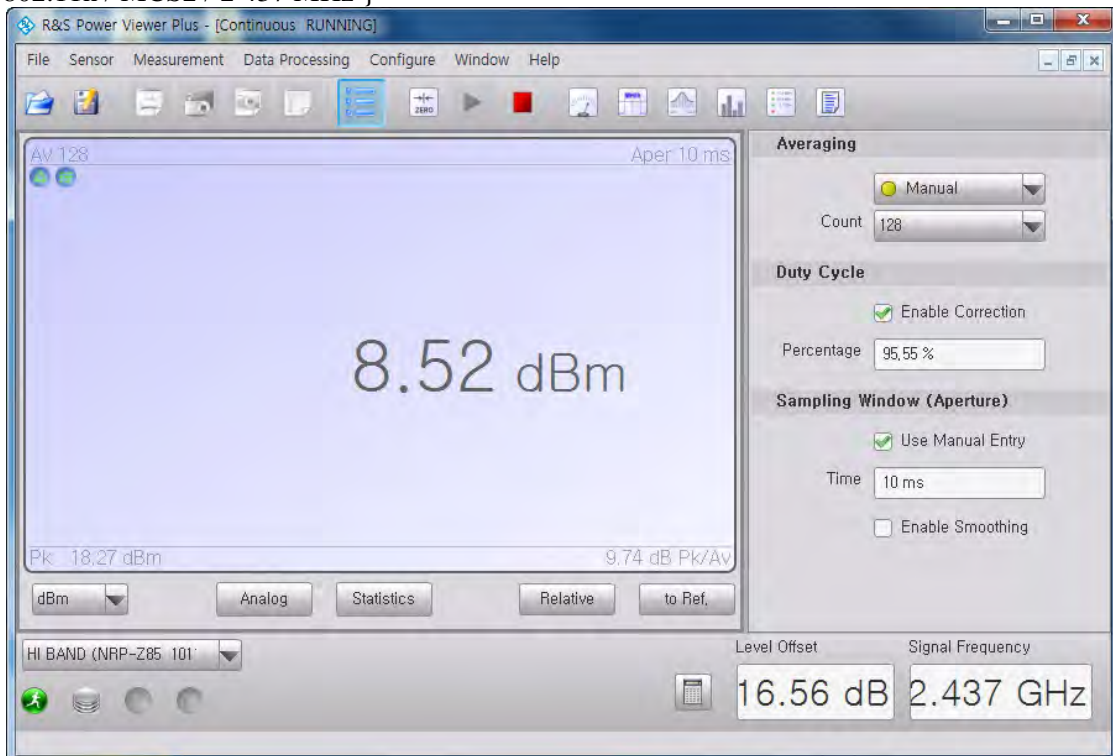 R&S Power Viewer Plus - [Continuous RUNNING]
File Sensor Measurement Data Processing Configure Window Help
ZERO
Av 128 Aper 10 ms
8.52 dBm
Pk 18.27 dBm 9.74 dB Pk/Av
dBm Analog Statistics Relative to Ref.
Averaging
Manual
Count 128
Duty Cycle
Enable Correction
Percentage 95.55 %
Sampling Window (Aperture)
Use Manual Entry
Time 10 ms
Enable Smoothing
HI BAND (NRP-Z85 101
Level Offset Signal Frequency
16.56 dB 2.437 GHz